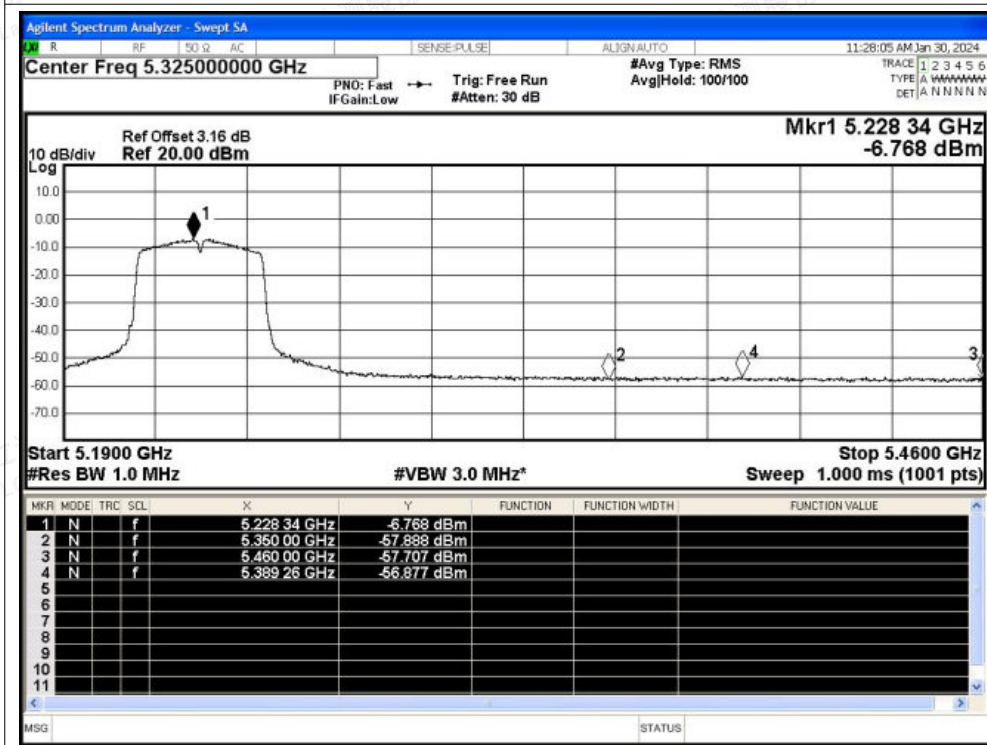 Agilent Spectrum Analyzer - Swept SA
LXI R RF 50 Ω AC SENSE:PULSE ALIGNAUTO 11:28:05 AM Jan 30, 2024
Center Freq 5.325000000 GHz #Avg Type: RMS TRACE 1 2 3 4 5 6
PNO: Fast Trig: Free Run Avg|Hold: 100/100 TYPE A WWWWW
IFGain:Low #Atten: 30 dB DET A N N N N N
Mkr1 5.228 34 GHz
Ref Offset 3.16 dB
10 dB/div Ref 20.00 dBm -6.768 dBm
Log
10.0
0.00
1
-10.0
-20.0
-30.0
-40.0
-50.0
2 4 3
-60.0
-70.0
Start 5.1900 GHz Stop 5.4600 GHz
#Res BW 1.0 MHz #VBW 3.0 MHz* Sweep 1.000 ms (1001 pts)
MKR MODE TRC SCL X Y FUNCTION FUNCTION WIDTH FUNCTION VALUE
1 N f 5.228 34 GHz -6.768 dBm
2 N f 5.350 00 GHz -57.888 dBm
3 N f 5.460 00 GHz -57.707 dBm
4 N f 5.389 26 GHz -56.877 dBm
5
6
7
8
9
10
11
MSG STATUS